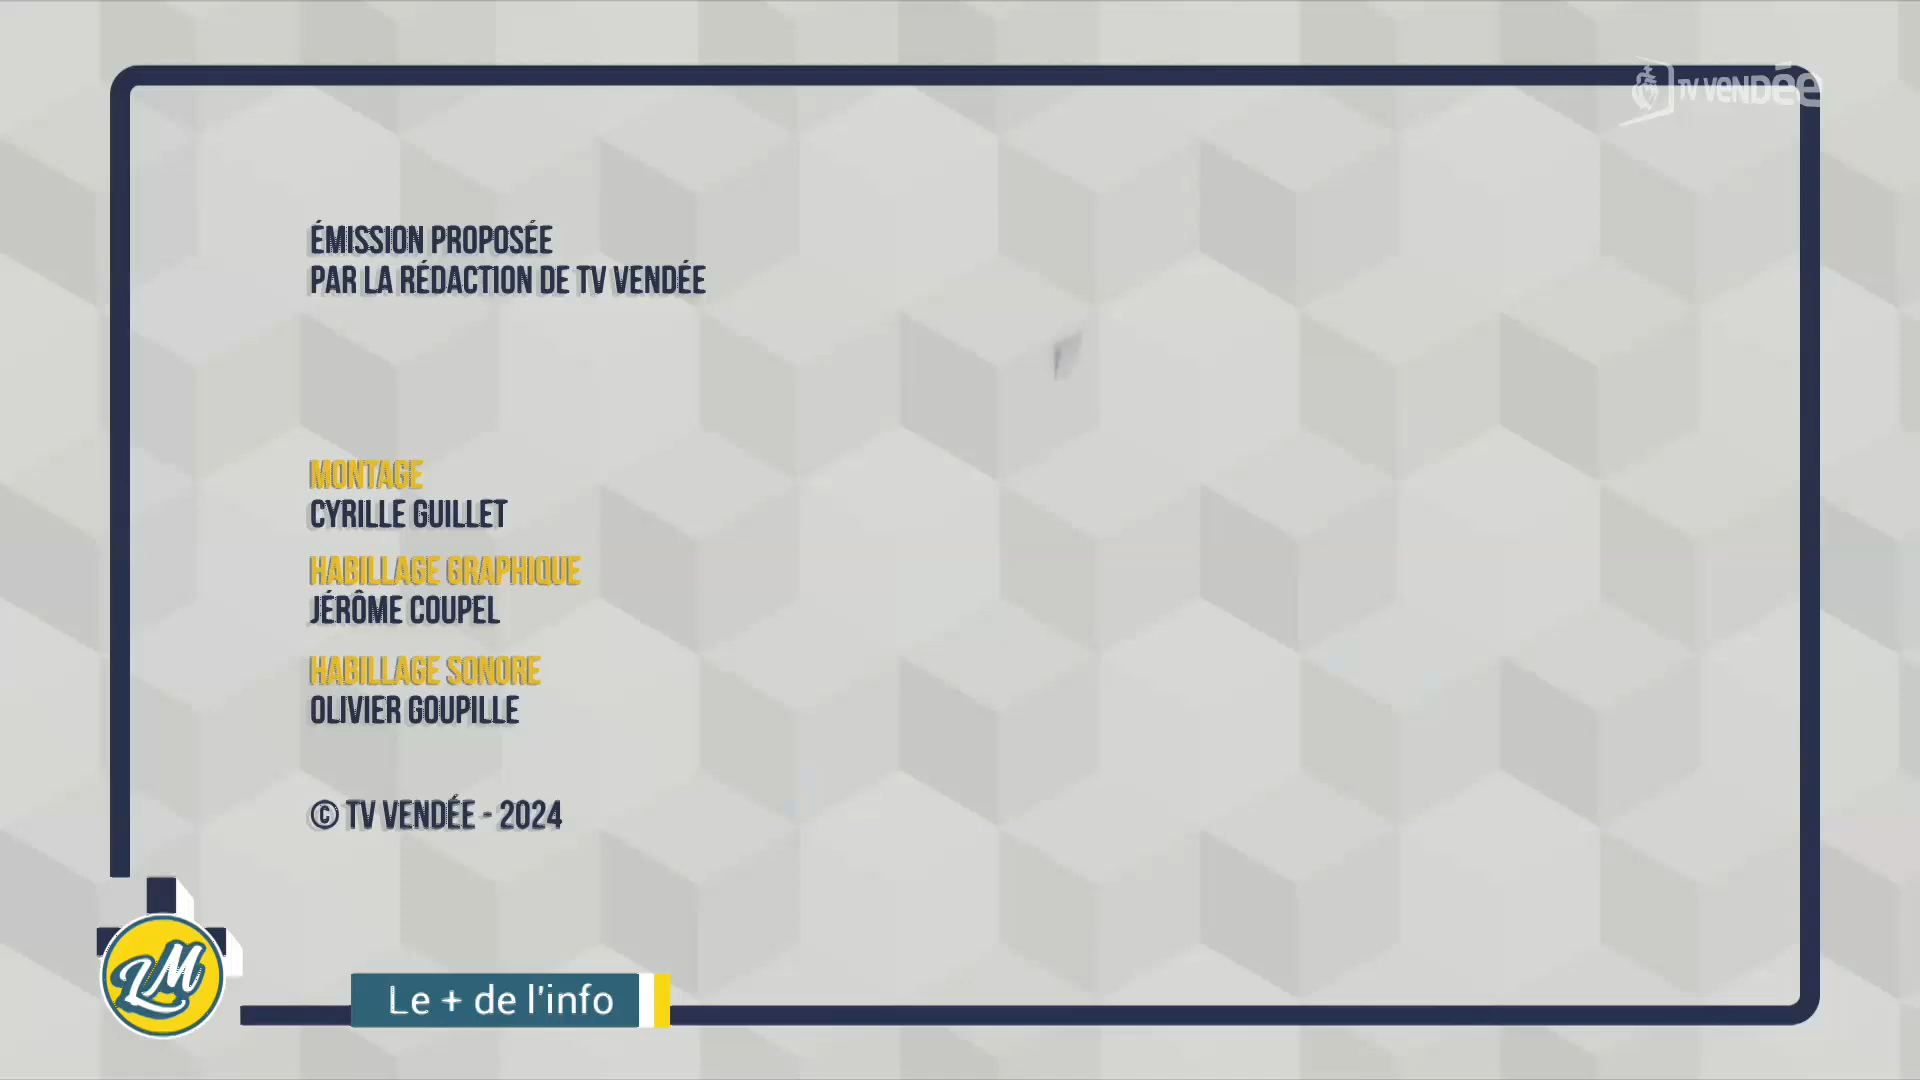 TV VENDÉE
ÉMISSION PROPOSÉE
PAR LA RÉDACTION DE TV VENDÉE
MONTAGE
CYRILLE GUILLET
HABILLAGE GRAPHIQUE
JÉRÔME COUPEL
HABILLAGE SONORE
OLIVIER GOUPILLE
© TV VENDÉE - 2024
LM
Le + de l'info